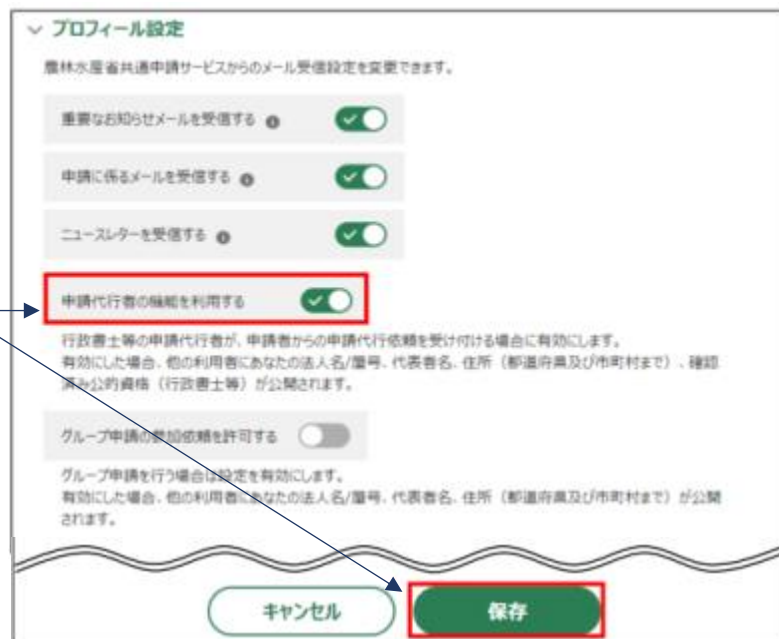 プロフィール設定
農林水産省共通申請サービスからのメール受信設定を変更できます。
重要なお知らせメールを受信する
申請に係るメールを受信する
ニュースレターを受信する
申請代行者の機能を利用する
行政書士等の申請代行者が、申請者からの申請代行依頼を受け付ける場合に有効にします。
有効にした場合、他の利用者にあなたの法人名/屋号、代表者名、住所（都道府県及び市町村まで）、確認
済み公的資格（行政書士等）が公開されます。
グループ申請の参加依頼を許可する
グループ申請を行う場合は設定を有効にします。
有効にした場合、他の利用者にあなたの法人名/屋号、代表者名、住所（都道府県及び市町村まで）が公開
されます。
キャンセル
保存